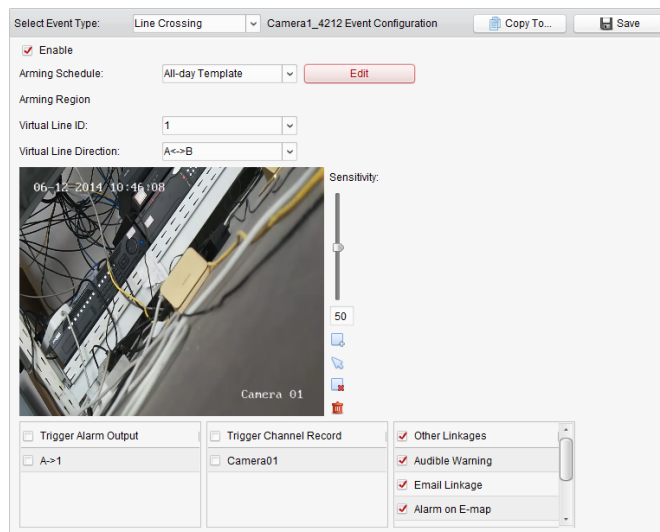 Select Event Type: Line Crossing Camera1_4212 Event Configuration Copy To... Save
Enable
Arming Schedule: All-day Template Edit
Arming Region
Virtual Line ID: 1
Virtual Line Direction: A<->B
Sensitivity:
06-12-2014 10:46:08
50
Camera 01
Trigger Alarm Output Trigger Channel Record Other Linkages
A->1 Camera01 Audible Warning
Email Linkage
Alarm on E-map